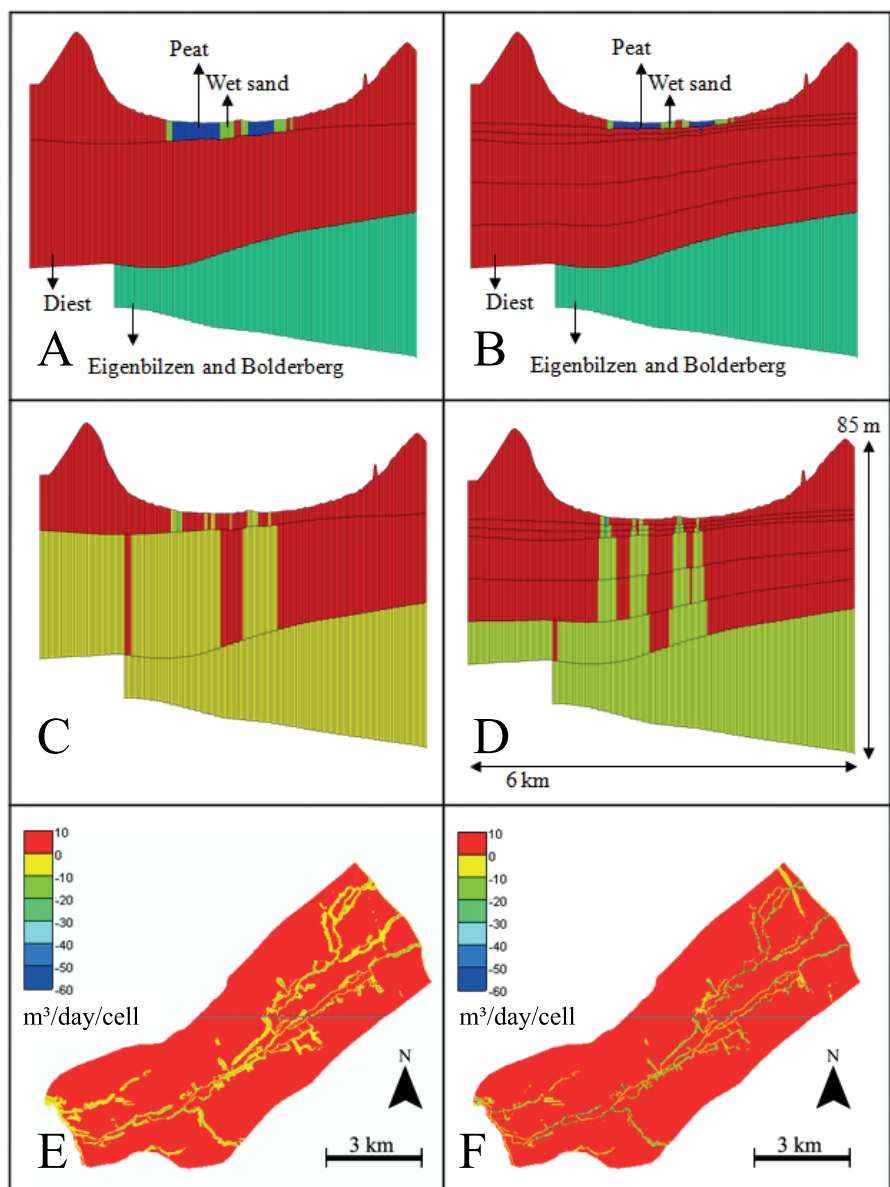 Peat
Wet sand
Diest
A
Eigenbilzen and Bolderberg
Peat
Wet sand
Diest
B
Eigenbilzen and Bolderberg
C
85 m
D
6 km
10
0
-10
-20
-30
-40
-50
-60
m³/day/cell
N
E
3 km
10
0
-10
-20
-30
-40
-50
-60
m³/day/cell
N
F
3 km